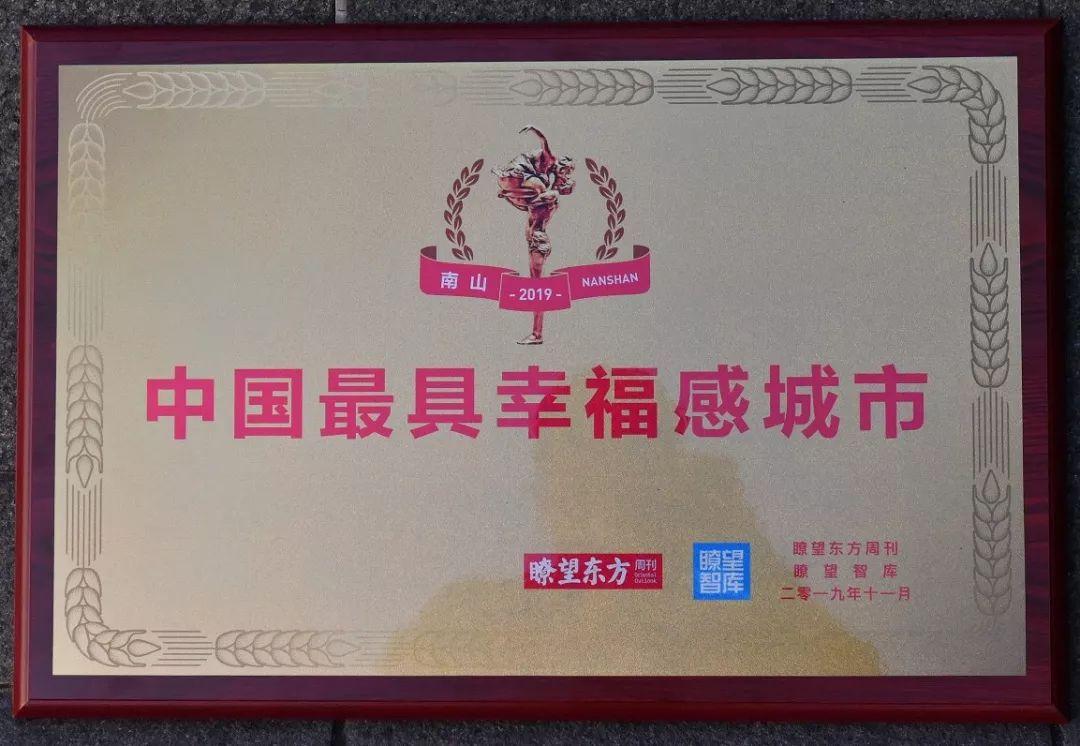 南山
- 2019 -
NANSHAN
中国最具幸福感城市
瞭望东方周刊
Oriental
Outlook
瞭望
智库
瞭望东方周刊
瞭望智库
二零一九年十一月